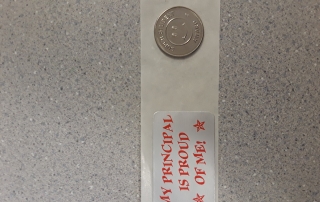 MY PRINCIPAL
IS PROUD
OF ME!